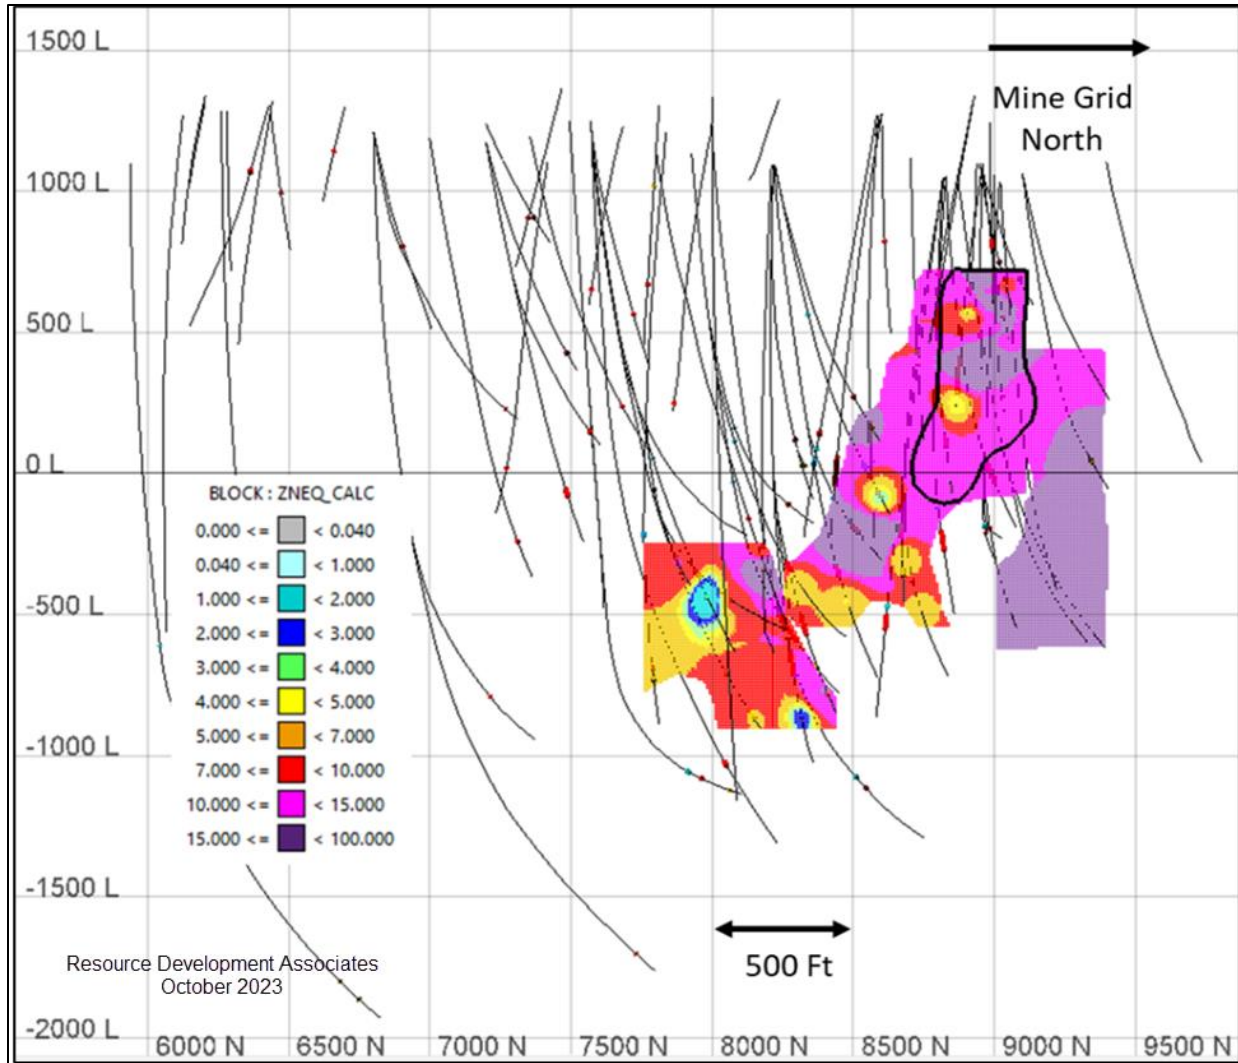 1500 L
Mine Grid
North
1000 L
500 L
0 L
BLOCK : ZNEQ_CALC
0.000 <= < 0.040
0.040 <= < 1.000
1.000 <= < 2.000
2.000 <= < 3.000
3.000 <= < 4.000
4.000 <= < 5.000
5.000 <= < 7.000
7.000 <= < 10.000
10.000 <= < 15.000
15.000 <= < 100.000
-500 L
-1000 L
-1500 L
500 Ft
Resource Development Associates
October 2023
-2000 L
6000 N 6500 N 7000 N 7500 N 8000 N 8500 N 9000 N 9500 N